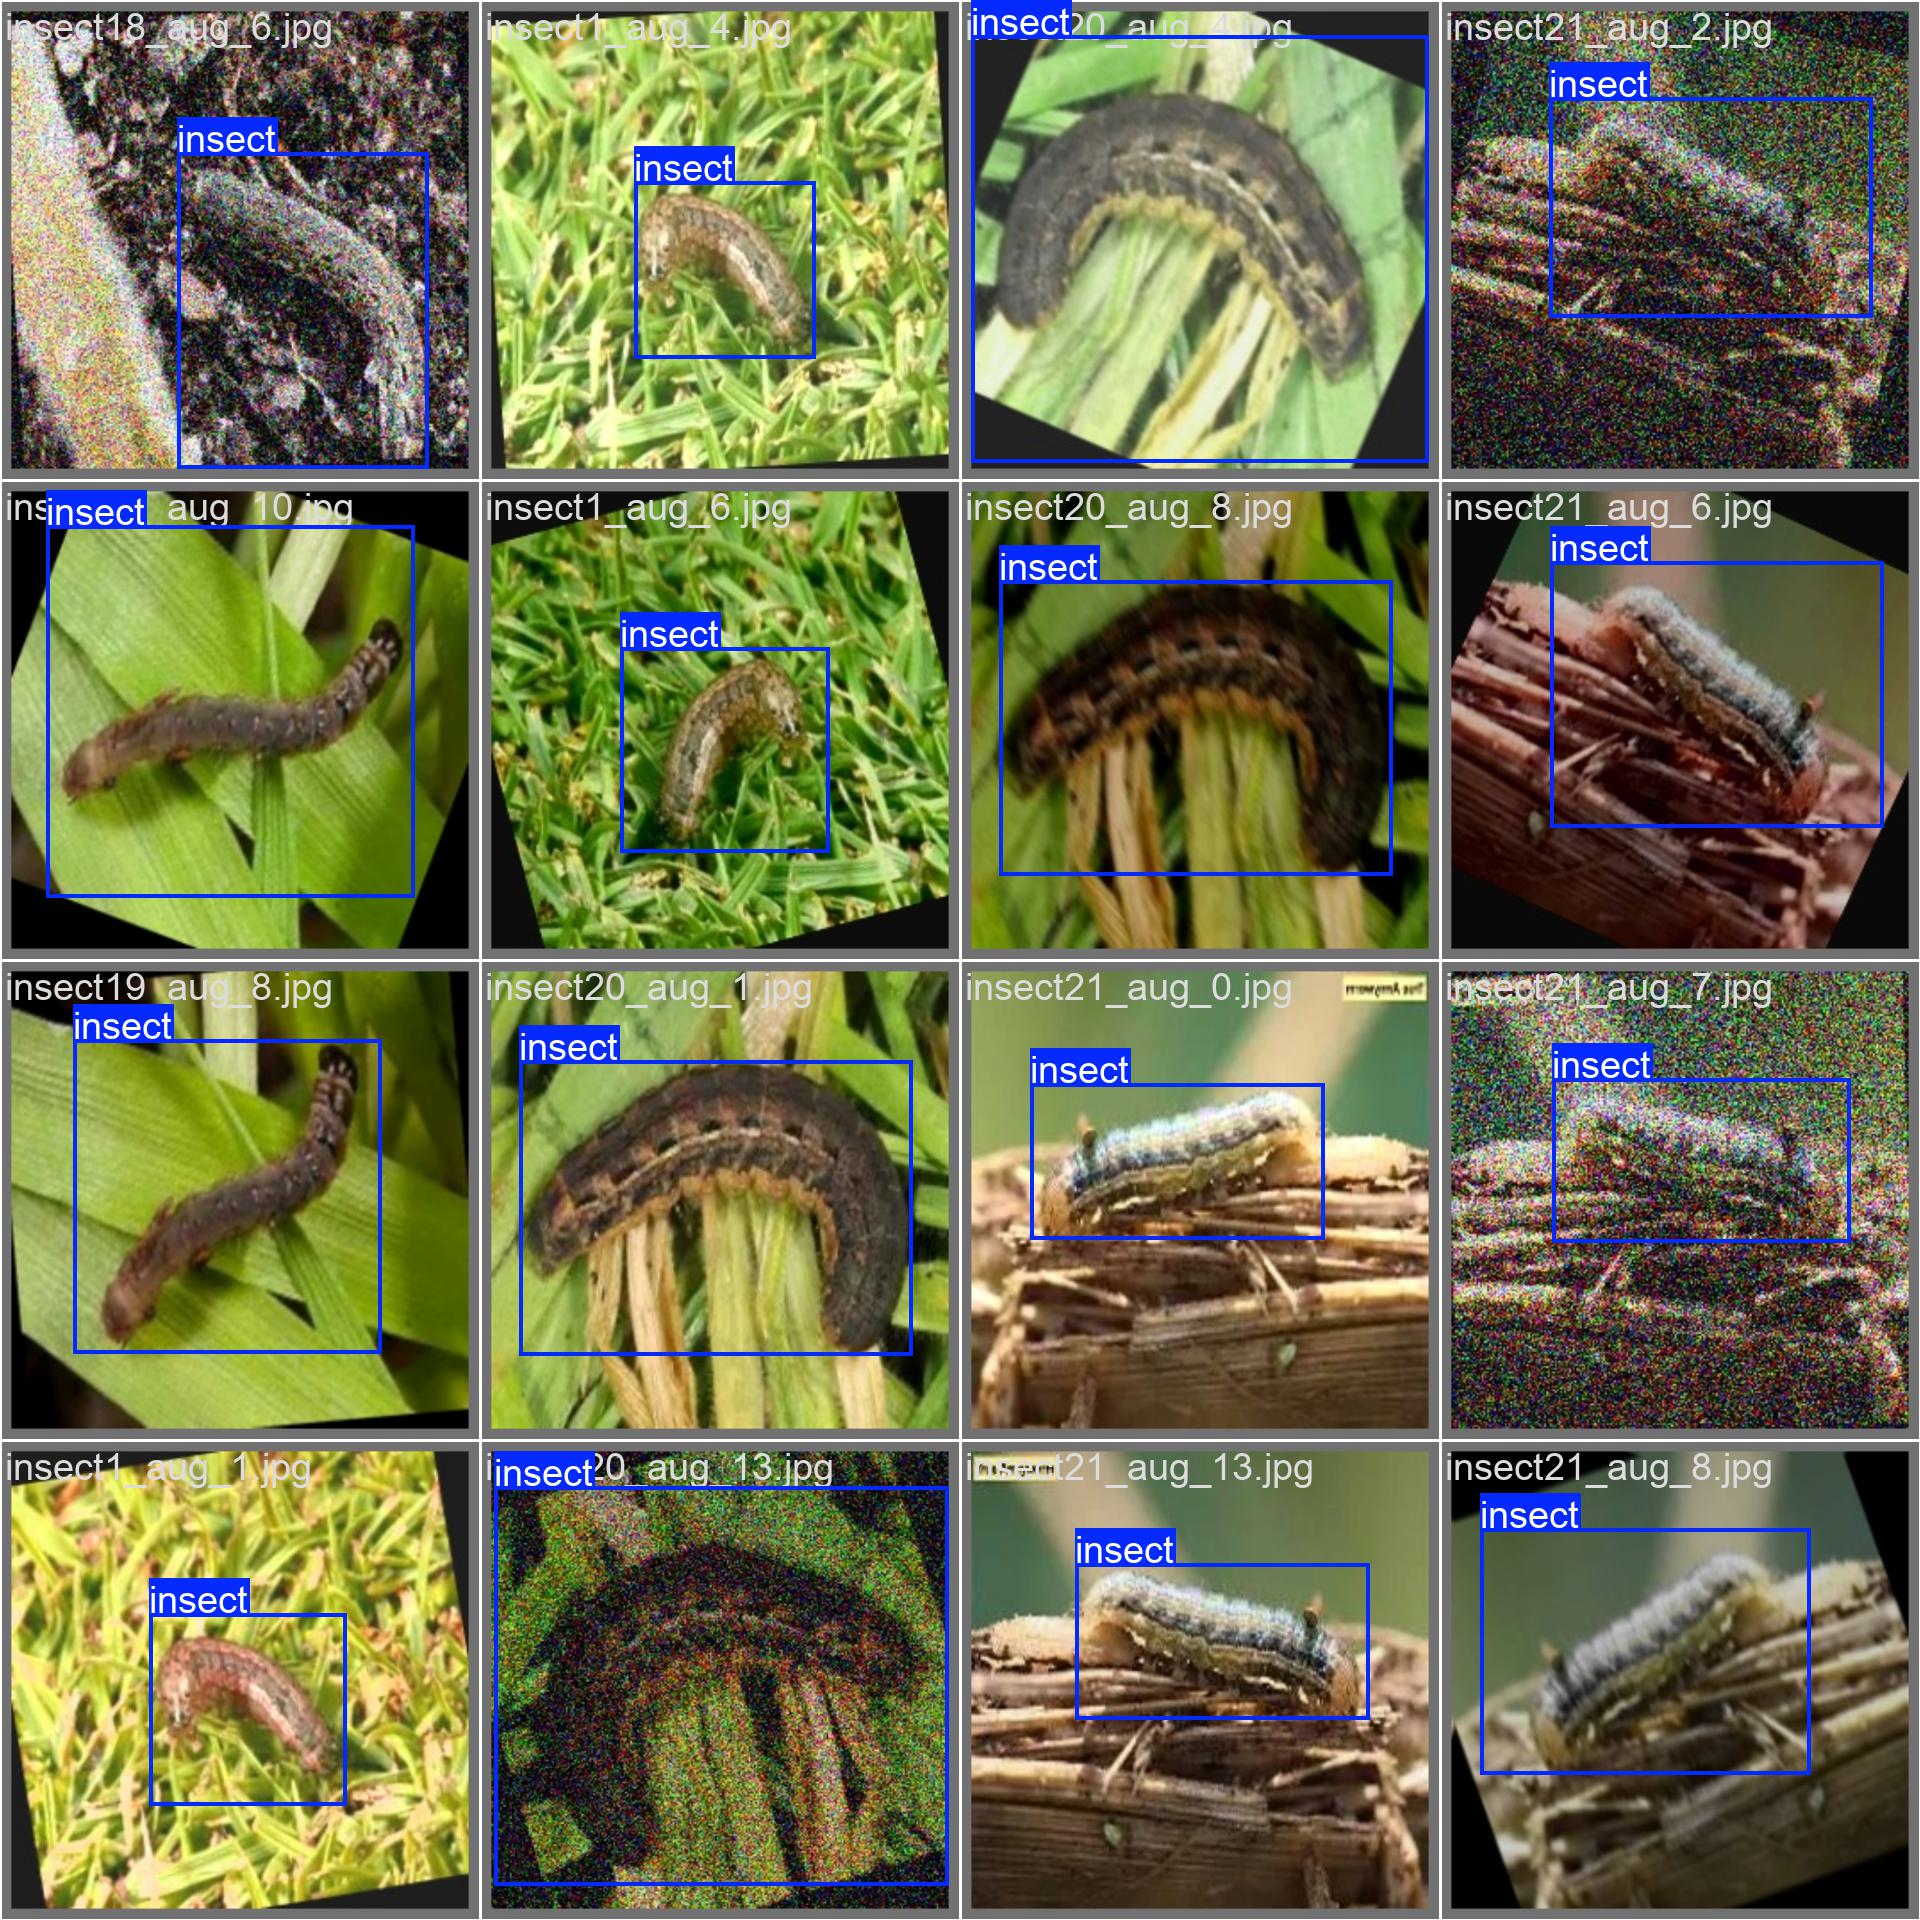 insect18_aug_6.jpg
insect
insect1_aug_4.jpg
insect
20_aug_4.jpg
insect
insect21_aug_2.jpg
insect
aug_10.jpg
insect
insect1_aug_6.jpg
insect
insect20_aug_8.jpg
insect
insect21_aug_6.jpg
insect
insect19_aug_8.jpg
insect
insect20_aug_1.jpg
insect
insect21_aug_0.jpg
insect
insect21_aug_7.jpg
insect
insect1_aug_1.jpg
insect
20_aug_13.jpg
insect
insect21_aug_13.jpg
insect
insect21_aug_8.jpg
insect